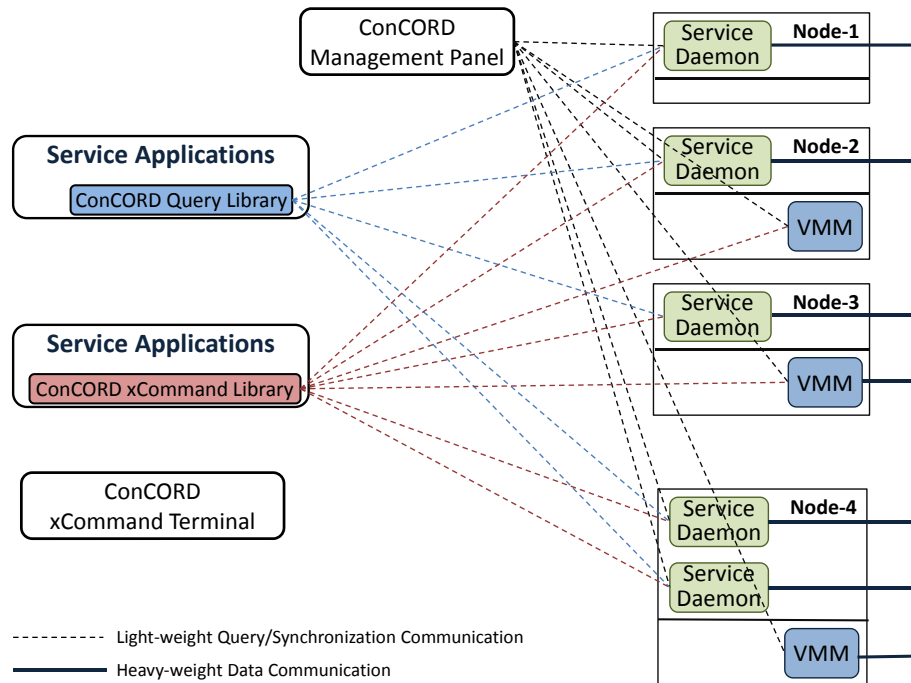 ConCORD
Management Panel
Service
Daemon
Node-1
Service Applications
ConCORD Query Library
Service
Daemon
Node-2
VMM
Service Applications
ConCORD xCommand Library
Service
Daemon
Node-3
VMM
ConCORD
xCommand Terminal
Service
Daemon
Node-4
Service
Daemon
VMM
Light-weight Query/Synchronization Communication
Heavy-weight Data Communication